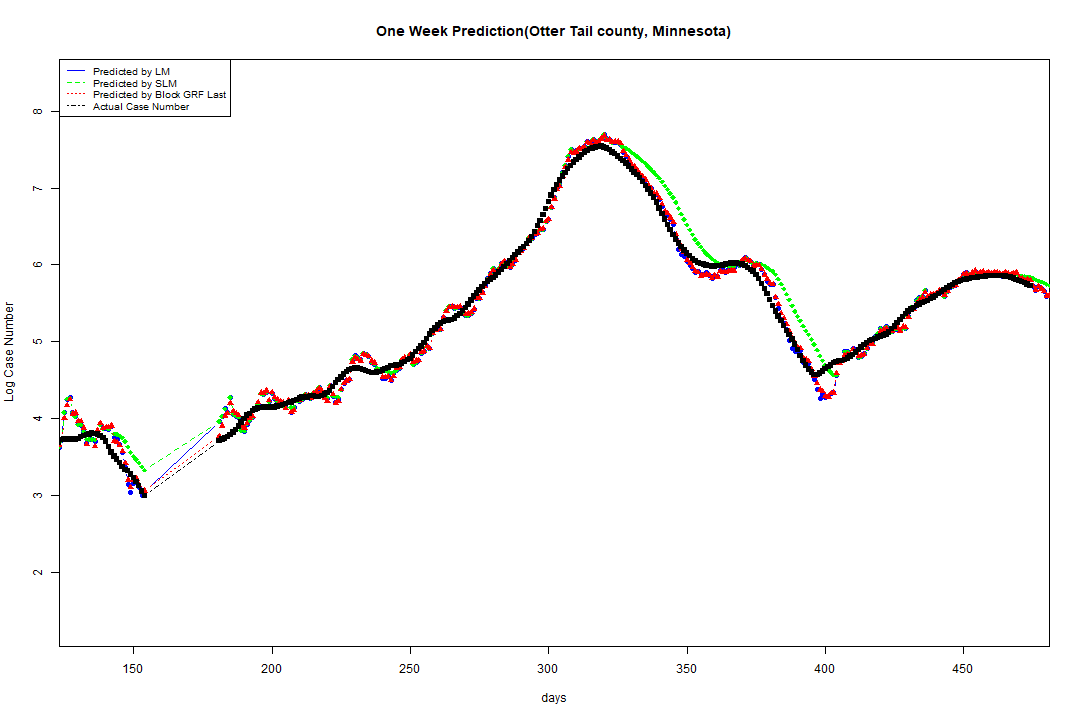 One Week Prediction(Otter Tail county, Minnesota)
Predicted by LM
Predicted by SLM
Predicted by Block GRF Last
Actual Case Number
8
7
6
5
4
3
2
Log Case Number
150 200 250 300 350 400 450
days